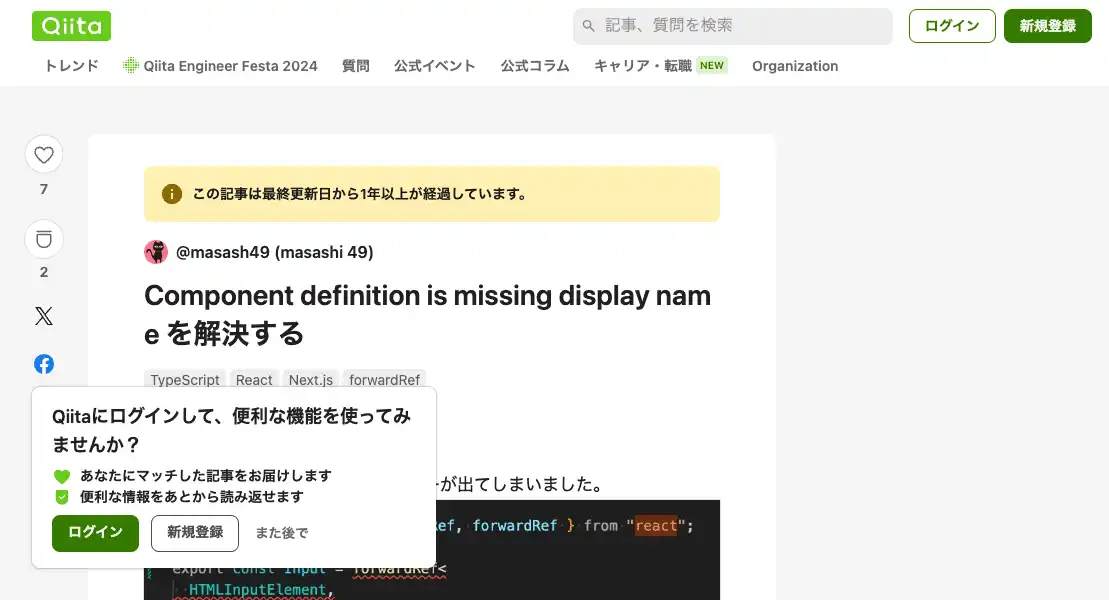 Qiita
記事、質問を検索
ログイン
新規登録
トレンド
Qiita Engineer Festa 2024
質問
公式イベント
公式コラム
キャリア・転職 NEW
Organization
7
2
この記事は最終更新日から1年以上が経過しています。
@masash49 (masashi 49)
Component definition is missing display nam
e を解決する
TypeScript
React
Next.js
forwardRef
Qiitaにログインして、便利な機能を使ってみ
ませんか？
あなたにマッチした記事をお届けします
便利な情報をあとから読み返せます
ログイン
新規登録
また後で
が出てしまいました。
ef, forwardRef } from "react";
export const Input = forwardRef<
HTMLInputElement,